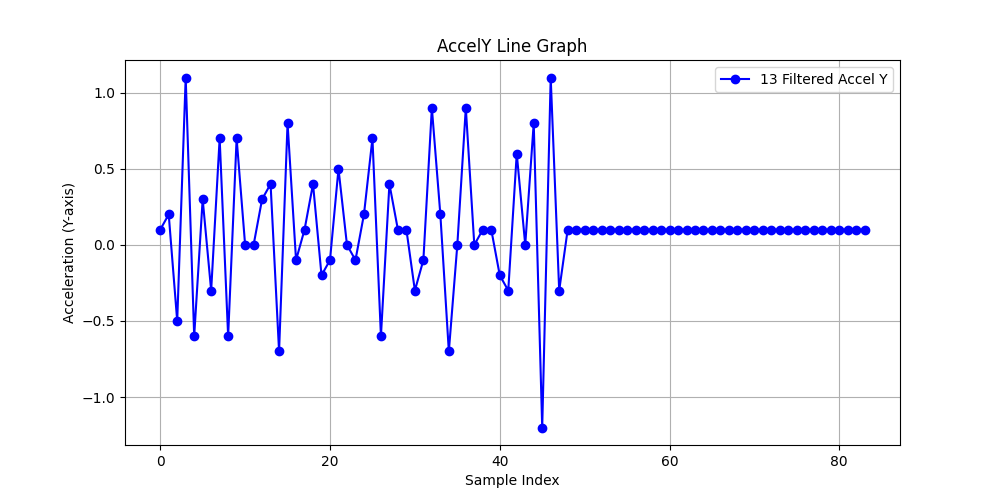 AccelY Line Graph
13 Filtered Accel Y
Acceleration (Y-axis)
1.0
0.5
0.0
−0.5
−1.0
0 20 40 60 80
Sample Index